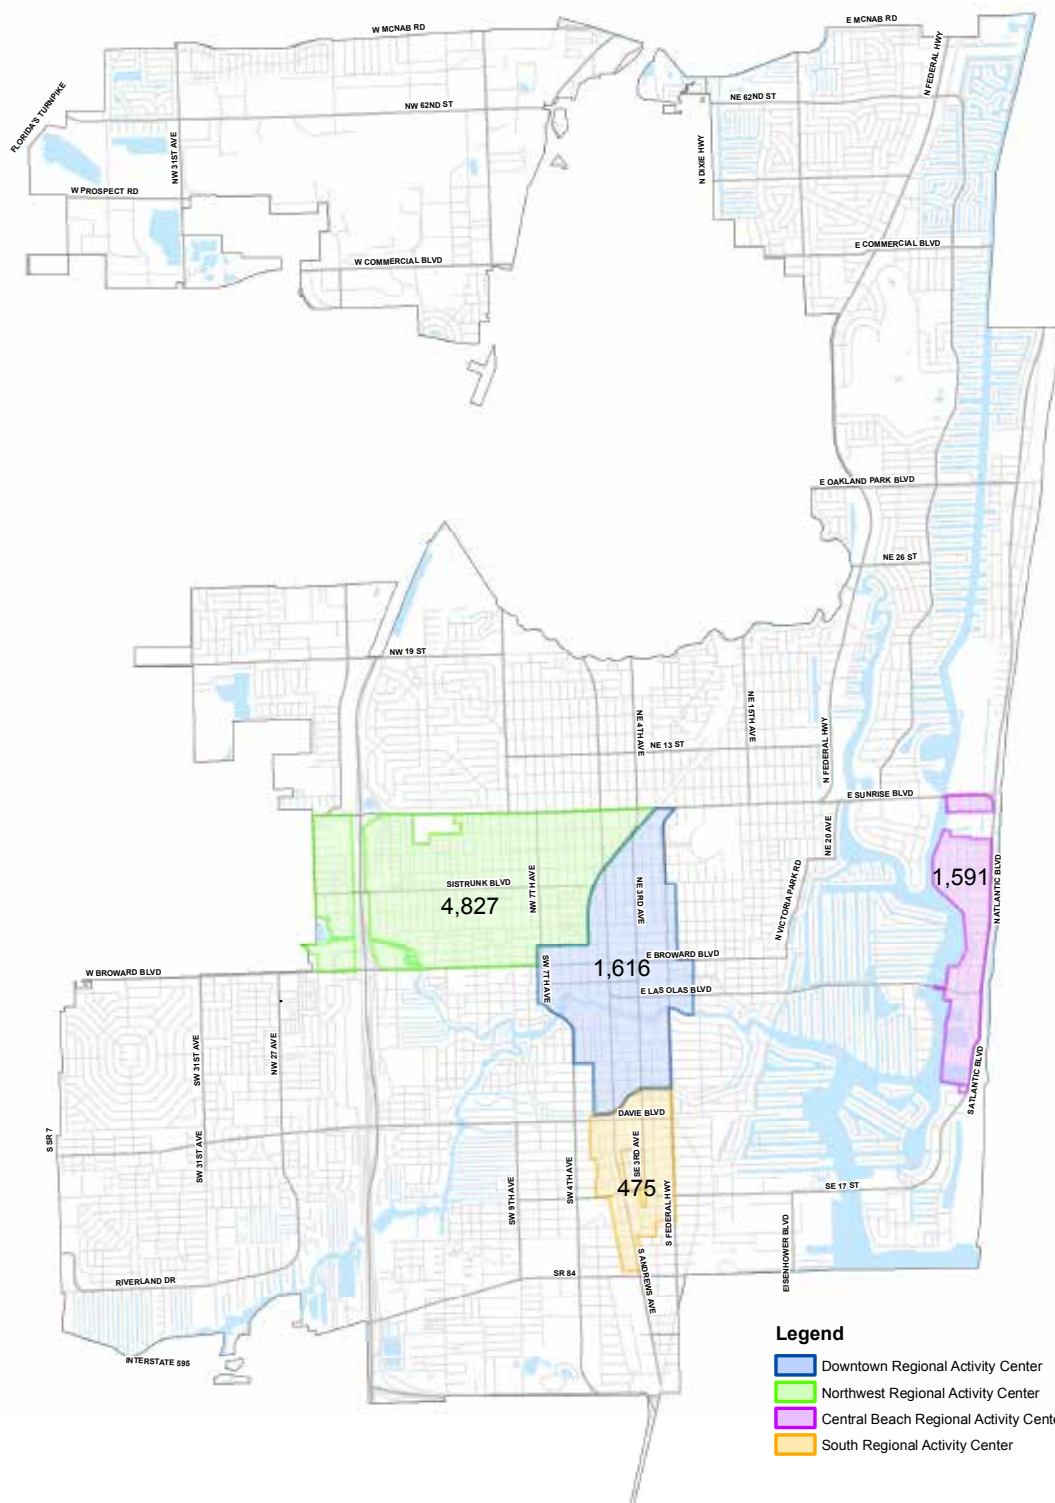 W MCNAB RD
E MCNAB RD
N FEDERAL HWY
FLORIDA'S TURNPIKE
NE 62ND ST
NW 62ND ST
NW 31ST AVE
N DIXIE HWY
W PROSPECT RD
E COMMERCIAL BLVD
W COMMERCIAL BLVD
E OAKLAND PARK BLVD
NE 26 ST
NW 19 ST
NE 4TH AVE
NE 15TH AVE
NE 13 ST
N FEDERAL HWY
E SUNRISE BLVD
NE 20 AVE
SISTRUNK BLVD
4,827
NW 7TH AVE
NE 3RD AVE
N VICTORIA PARK RD
1,591
N ATLANTIC BLVD
E BROWARD BLVD
1,616
W BROWARD BLVD
SW 7TH AVE
E LAS OLAS BLVD
SW 31ST AVE
NW 27 AVE
S ATLANTIC BLVD
DAVIE BLVD
S SR 7
SW 31ST AVE
SE 3RD AVE
SW 9TH AVE
SW 4TH AVE
475
SE 17 ST
S FEDERAL HWY
EISENHOWER BLVD
RIVERLAND DR
SR 84
S ANDREWS AVE
INTERSTATE 595
Legend
Downtown Regional Activity Center
Northwest Regional Activity Center
Central Beach Regional Activity Cente
South Regional Activity Center